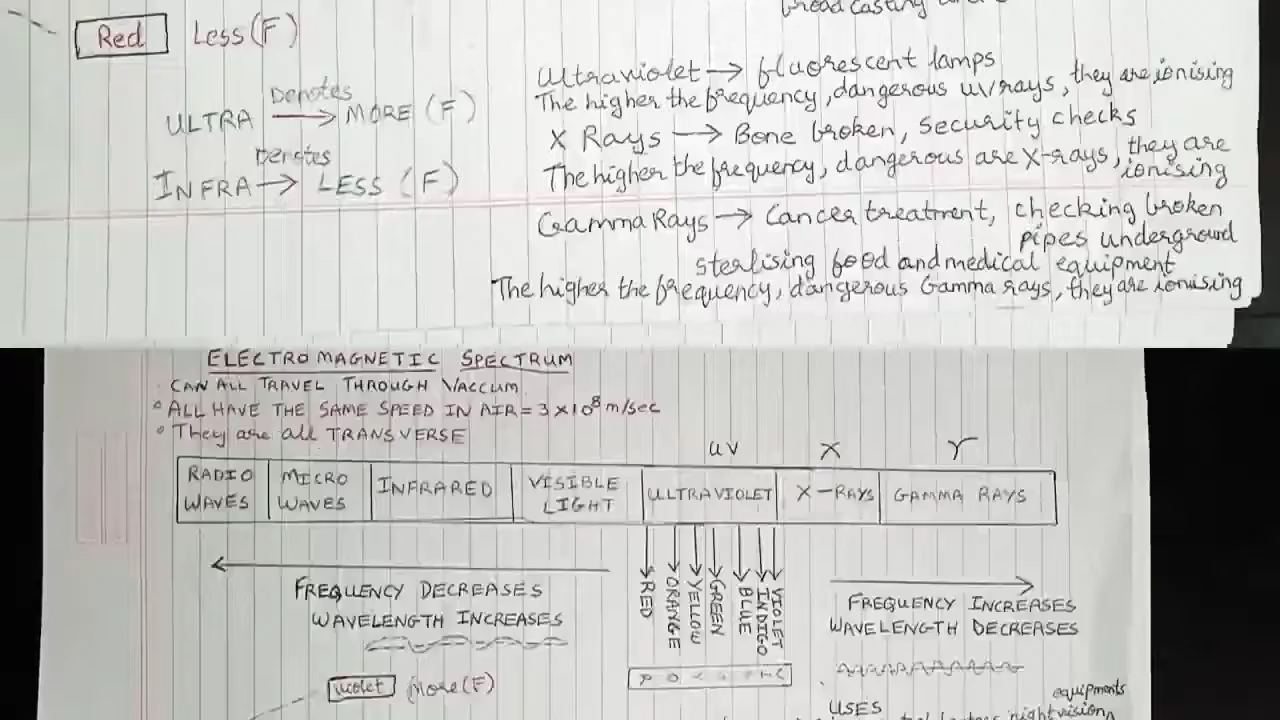 broadcasting
Red Less (F)
ULTRA Denotes → MORE (F)
INFRA Denotes → LESS (F)
Ultraviolet → fluorescent lamps
The higher the frequency, dangerous uv rays, they are ionising
X Rays → Bone broken, security checks
The higher the frequency, dangerous are X-rays, they are ionising
Gamma Rays → Cancer treatment, checking broken
pipes underground
sterlising food and medical equipment
The higher the frequency, dangerous Gamma rays, they are ionising
ELECTROMAGNETIC SPECTRUM
CAN ALL TRAVEL THROUGH VACCUM
° ALL HAVE THE SAME SPEED IN AIR = 3 × 10⁸ m/sec
° They are all TRANSVERSE
UV X γ
RADIO WAVES MICRO WAVES INFRARED VISIBLE LIGHT ULTRAVIOLET X-RAYS GAMMA RAYS
RED ORANGE YELLOW GREEN BLUE INDIGO VIOLET
FREQUENCY DECREASES
WAVELENGTH INCREASES
FREQUENCY INCREASES
WAVELENGTH DECREASES
violet More (F)
equipments
USES
night vision